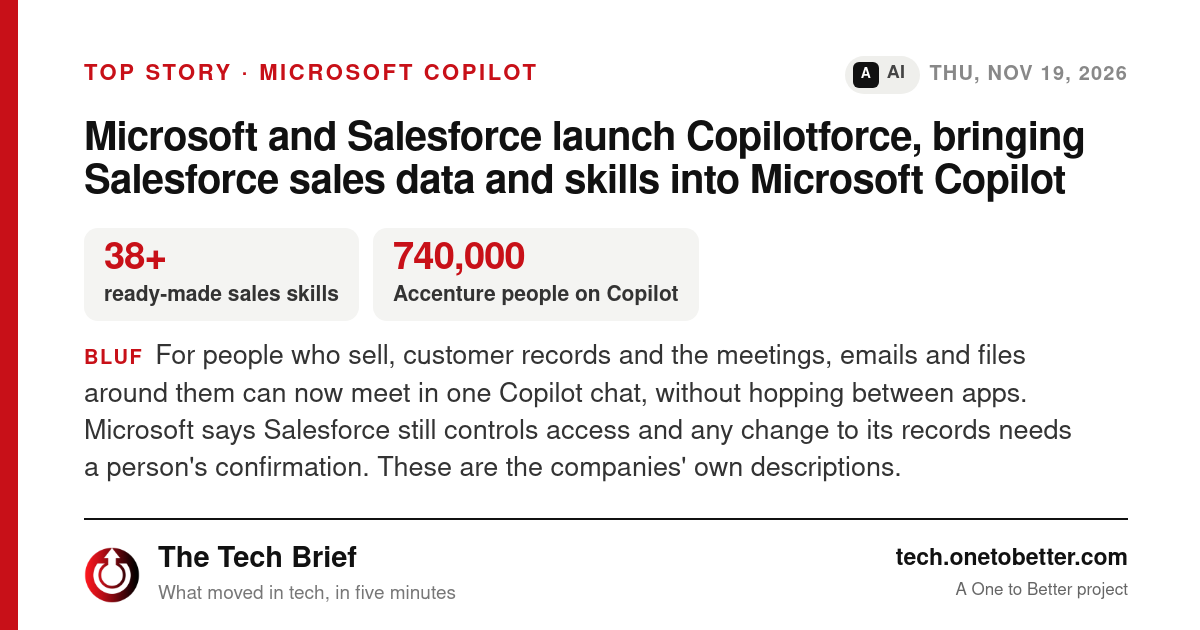 TOP STORY · MICROSOFT COPILOT
A AI THU, NOV 19, 2026
Microsoft and Salesforce launch Copilotforce, bringing
Salesforce sales data and skills into Microsoft Copilot
38+
ready-made sales skills
740,000
Accenture people on Copilot
BLUF For people who sell, customer records and the meetings, emails and files
around them can now meet in one Copilot chat, without hopping between apps.
Microsoft says Salesforce still controls access and any change to its records needs
a person's confirmation. These are the companies' own descriptions.
The Tech Brief
What moved in tech, in five minutes
tech.onetobetter.com
A One to Better project